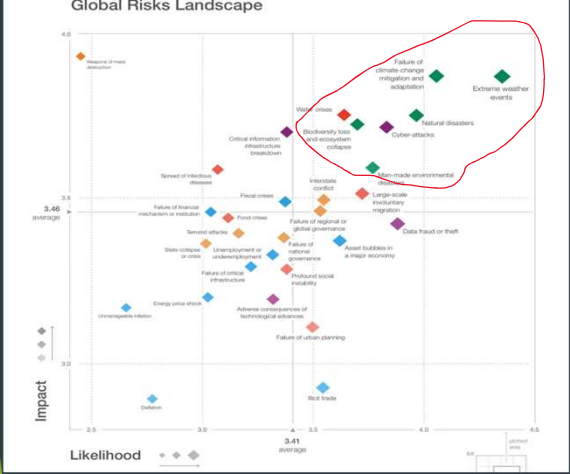 Global Risks Landscape
4.0
Weapons of mass
destruction
Failure of
climate-change
mitigation and
adaptation
Extreme weather
events
Water crises
Natural disasters
Biodiversity loss
and ecosystem
collapse
Cyber-attacks
Critical information
infrastructure
breakdown
Man-made environmental
disasters
Spread of infectious
diseases
Interstate
conflict
Large-scale
involuntary
migration
Fiscal crises
3.5
3.46
average
Failure of financial
mechanism or institution
Food crises
Failure of regional or
global governance
Data fraud or theft
Terrorist attacks
State collapse
or crisis
Unemployment or
underemployment
Failure of
national
governance
Asset bubbles in
a major economy
Failure of critical
infrastructure
Profound social
instability
Energy price shock
Unmanageable inflation
Adverse consequences of
technological advances
Failure of urban planning
3.0
Impact
Illicit trade
Deflation
2.5
3.0
3.5
4.0
4.5
3.41
average
Likelihood
plotted
area
5.0